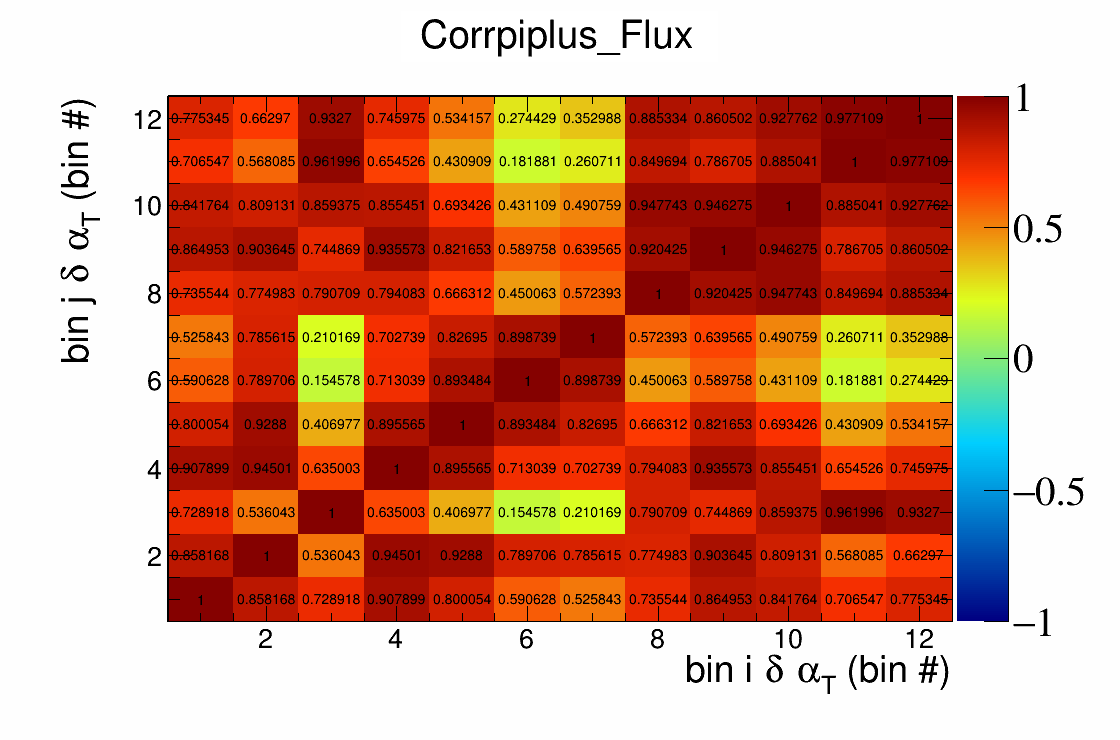 Corrpiplus_Flux
bin j δ α_T (bin #)
12 0.775345 0.66297 0.9327 0.745975 0.534157 0.274429 0.352988 0.885334 0.860502 0.927762 0.977109 1
0.706547 0.568085 0.961996 0.654526 0.430909 0.181881 0.260711 0.849694 0.786705 0.885041 1 0.977109
10 0.841764 0.809131 0.859375 0.855451 0.693426 0.431109 0.490759 0.947743 0.946275 1 0.885041 0.927762
0.864953 0.903645 0.744869 0.935573 0.821653 0.589758 0.639565 0.920425 1 0.946275 0.786705 0.860502
8 0.735544 0.774983 0.790709 0.794083 0.666312 0.450063 0.572393 1 0.920425 0.947743 0.849694 0.885334
0.525843 0.785615 0.210169 0.702739 0.82695 0.898739 1 0.572393 0.639565 0.490759 0.260711 0.352988
6 0.590628 0.789706 0.154578 0.713039 0.893484 1 0.898739 0.450063 0.589758 0.431109 0.181881 0.274429
0.800054 0.9288 0.406977 0.895565 1 0.893484 0.82695 0.666312 0.821653 0.693426 0.430909 0.534157
4 0.907899 0.94501 0.635003 1 0.895565 0.713039 0.702739 0.794083 0.935573 0.855451 0.654526 0.745975
0.728918 0.536043 1 0.635003 0.406977 0.154578 0.210169 0.790709 0.744869 0.859375 0.961996 0.9327
2 0.858168 1 0.536043 0.94501 0.9288 0.789706 0.785615 0.774983 0.903645 0.809131 0.568085 0.66297
1 0.858168 0.728918 0.907899 0.800054 0.590628 0.525843 0.735544 0.864953 0.841764 0.706547 0.775345
2 4 6 8 10 12
bin i δ α_T (bin #)
1
0.5
0
−0.5
−1